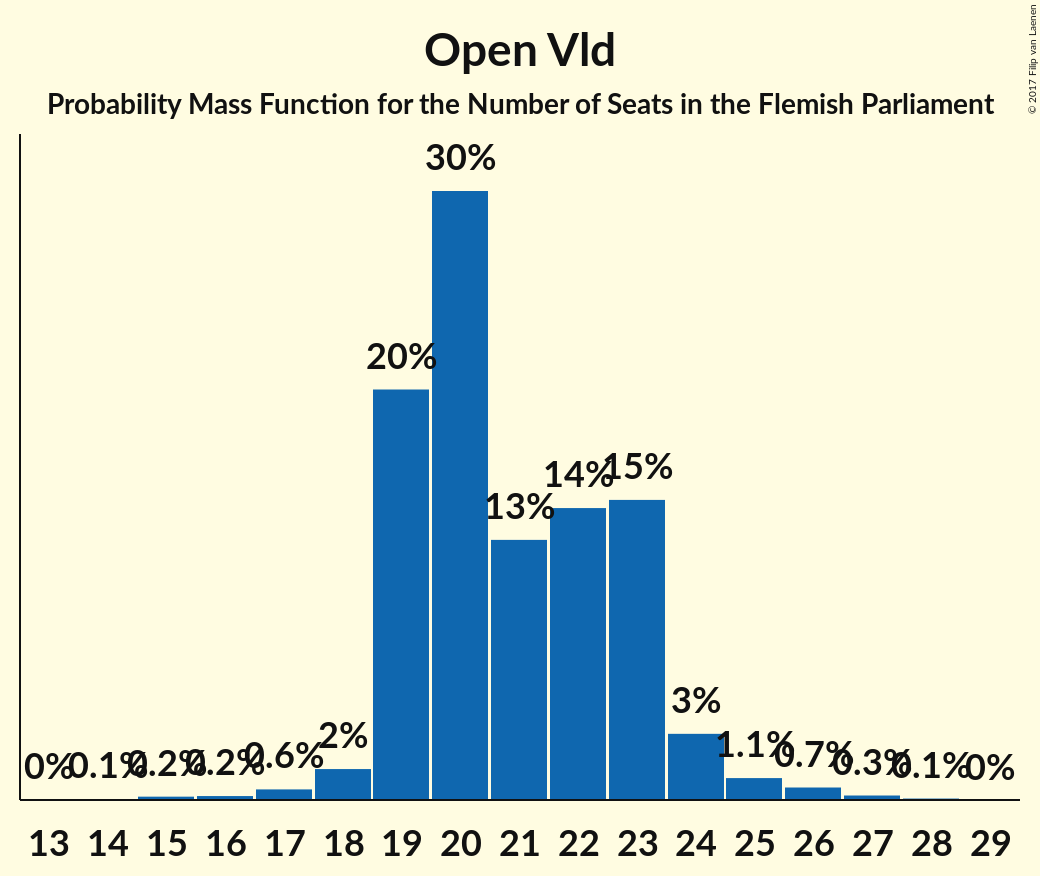 Open Vld
Probability Mass Function for the Number of Seats in the Flemish Parliament
© 2017 Filip van Laenen
0% 0.1% 0.2% 0.2% 0.6% 2% 20% 30% 13% 14% 15% 3% 1.1% 0.7% 0.3% 0.1% 0%
13 14 15 16 17 18 19 20 21 22 23 24 25 26 27 28 29